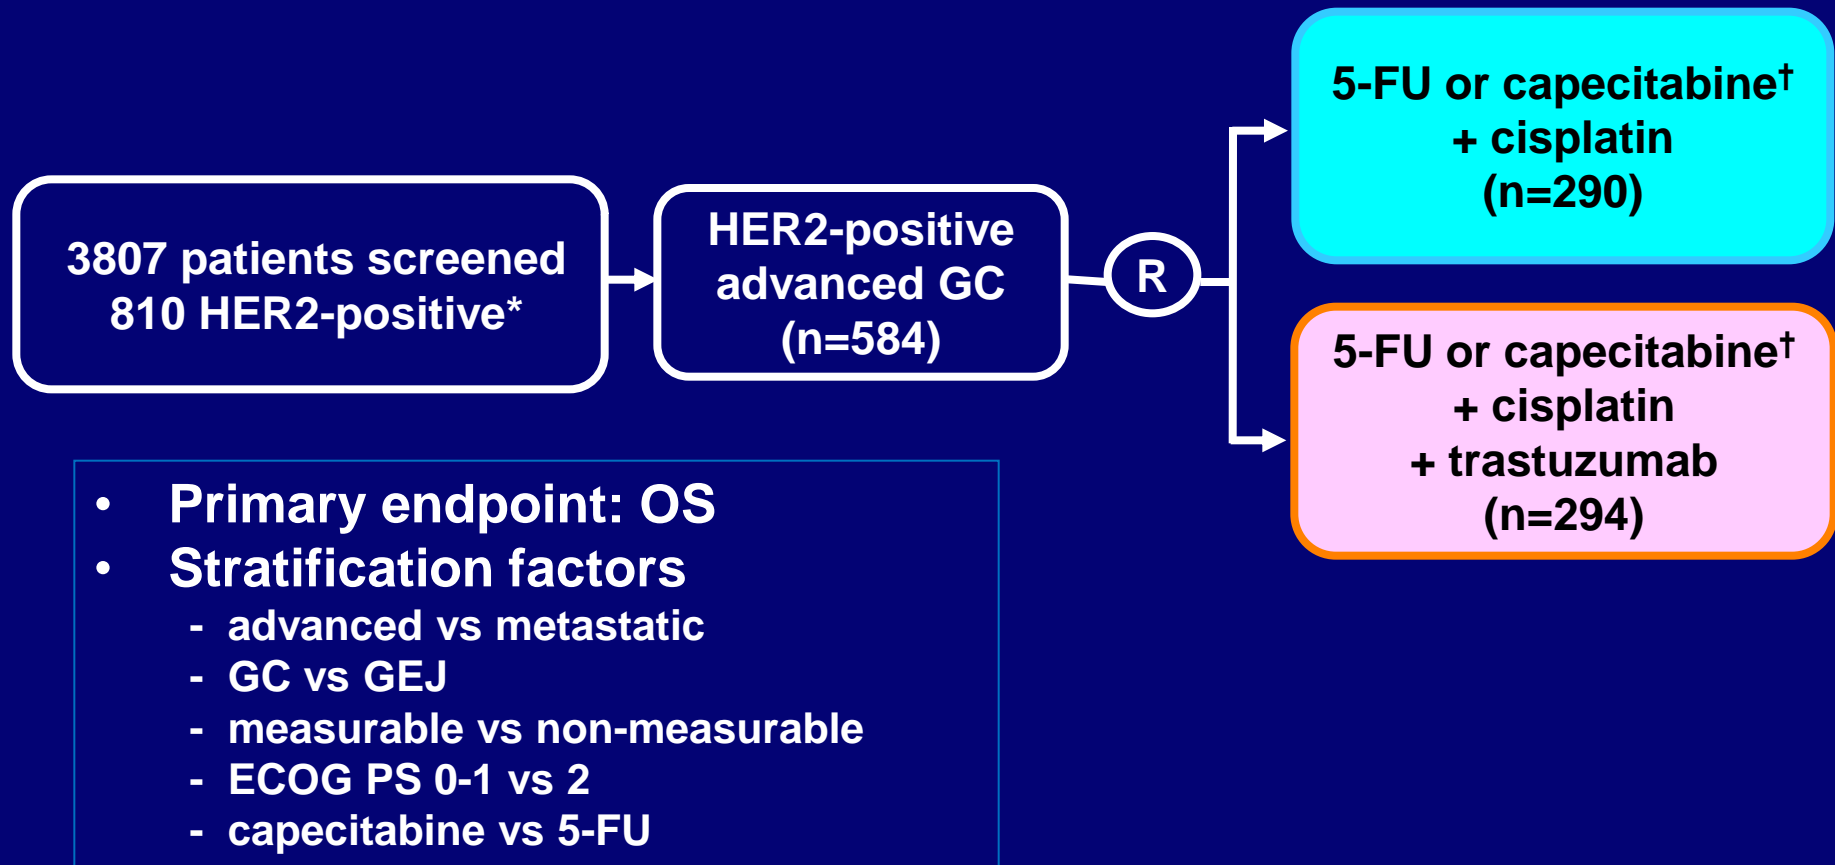 3807 patients screened
810 HER2-positive*
HER2-positive
advanced GC
(n=584)
R
5-FU or capecitabine†
+ cisplatin
(n=290)
5-FU or capecitabine†
+ cisplatin
+ trastuzumab
(n=294)
• Primary endpoint: OS
• Stratification factors
- advanced vs metastatic
- GC vs GEJ
- measurable vs non-measurable
- ECOG PS 0-1 vs 2
- capecitabine vs 5-FU